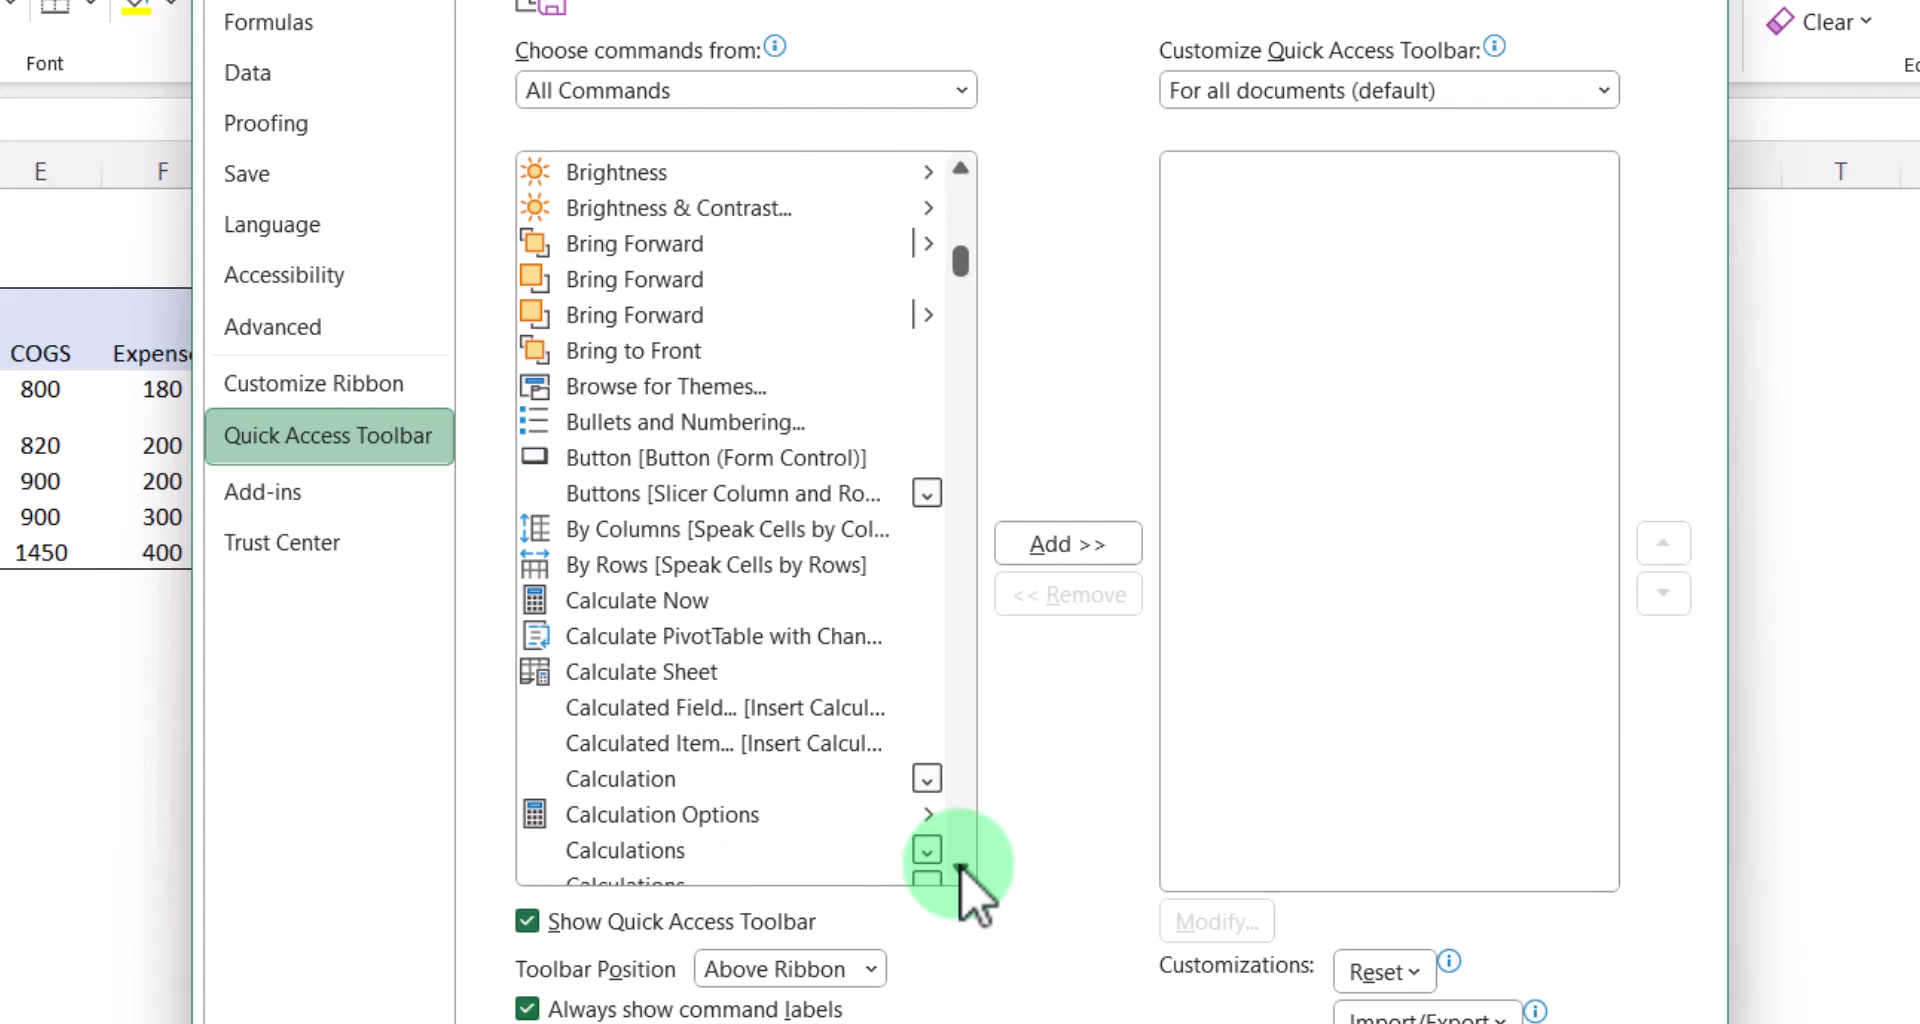 Font
Clear
E
F
T
COGS
Expens
800
180
820
200
900
200
900
300
1450
400
Formulas
Data
Proofing
Save
Language
Accessibility
Advanced
Customize Ribbon
Quick Access Toolbar
Add-ins
Trust Center
Choose commands from:
All Commands
Brightness
Brightness & Contrast...
Bring Forward
Bring Forward
Bring Forward
Bring to Front
Browse for Themes...
Bullets and Numbering...
Button [Button (Form Control)]
Buttons [Slicer Column and Ro...
By Columns [Speak Cells by Col...
By Rows [Speak Cells by Rows]
Calculate Now
Calculate PivotTable with Chan...
Calculate Sheet
Calculated Field... [Insert Calcul...
Calculated Item... [Insert Calcul...
Calculation
Calculation Options
Calculations
Calculations
Show Quick Access Toolbar
Toolbar Position
Above Ribbon
Always show command labels
Add >>
<< Remove
Customize Quick Access Toolbar:
For all documents (default)
Modify...
Customizations:
Reset
Import/Export